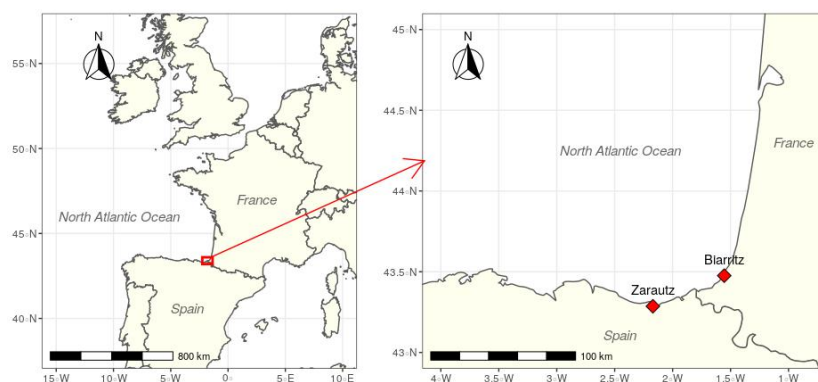 N
55°N
50°N
45°N
40°N
North Atlantic Ocean
France
Spain
800 km
15°W
10°W
5°W
0°
5°E
10°E
N
45°N
44.5°N
44°N
43.5°N
43°N
North Atlantic Ocean
France
Biarritz
Zarautz
Spain
100 km
4°W
3.5°W
3°W
2.5°W
2°W
1.5°W
1°W